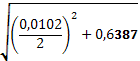 √((0,0102/2)² + 0,6387)